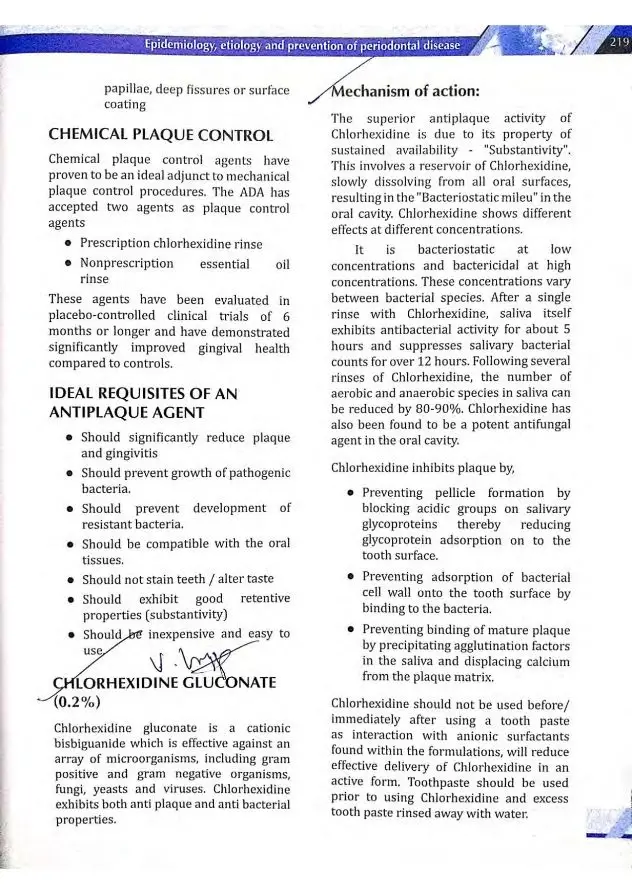 Epidemiology, etiology and prevention of periodontal disease
219
papillae, deep fissures or surface
coating
CHEMICAL PLAQUE CONTROL
Chemical plaque control agents have
proven to be an ideal adjunct to mechanical
plaque control procedures. The ADA has
accepted two agents as plaque control
agents
• Prescription chlorhexidine rinse
• Nonprescription essential oil
rinse
These agents have been evaluated in
placebo-controlled clinical trials of 6
months or longer and have demonstrated
significantly improved gingival health
compared to controls.
IDEAL REQUISITES OF AN
ANTIPLAQUE AGENT
• Should significantly reduce plaque
and gingivitis
• Should prevent growth of pathogenic
bacteria.
• Should prevent development of
resistant bacteria.
• Should be compatible with the oral
tissues.
• Should not stain teeth / alter taste
• Should exhibit good retentive
properties (substantivity)
• Should be inexpensive and easy to
use.
V. Imp
CHLORHEXIDINE GLUCONATE
(0.2%)
Chlorhexidine gluconate is a cationic
bisbiguanide which is effective against an
array of microorganisms, including gram
positive and gram negative organisms,
fungi, yeasts and viruses. Chlorhexidine
exhibits both anti plaque and anti bacterial
properties.
Mechanism of action:
The superior antiplaque activity of
Chlorhexidine is due to its property of
sustained availability - "Substantivity".
This involves a reservoir of Chlorhexidine,
slowly dissolving from all oral surfaces,
resulting in the "Bacteriostatic mileu" in the
oral cavity. Chlorhexidine shows different
effects at different concentrations.
It is bacteriostatic at low
concentrations and bactericidal at high
concentrations. These concentrations vary
between bacterial species. After a single
rinse with Chlorhexidine, saliva itself
exhibits antibacterial activity for about 5
hours and suppresses salivary bacterial
counts for over 12 hours. Following several
rinses of Chlorhexidine, the number of
aerobic and anaerobic species in saliva can
be reduced by 80-90%. Chlorhexidine has
also been found to be a potent antifungal
agent in the oral cavity.
Chlorhexidine inhibits plaque by,
• Preventing pellicle formation by
blocking acidic groups on salivary
glycoproteins thereby reducing
glycoprotein adsorption on to the
tooth surface.
• Preventing adsorption of bacterial
cell wall onto the tooth surface by
binding to the bacteria.
• Preventing binding of mature plaque
by precipitating agglutination factors
in the saliva and displacing calcium
from the plaque matrix.
Chlorhexidine should not be used before/
immediately after using a tooth paste
as interaction with anionic surfactants
found within the formulations, will reduce
effective delivery of Chlorhexidine in an
active form. Toothpaste should be used
prior to using Chlorhexidine and excess
tooth paste rinsed away with water.